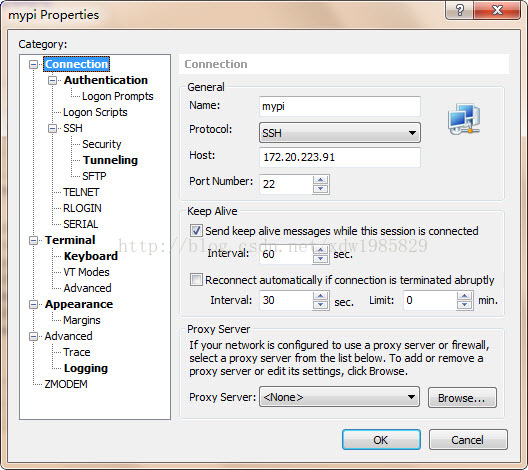 mypi Properties
Category:
Connection
Authentication
Logon Prompts
Logon Scripts
SSH
Security
Tunneling
SFTP
TELNET
RLOGIN
SERIAL
Terminal
Keyboard
VT Modes
Advanced
Appearance
Margins
Advanced
Trace
Logging
ZMODEM
Connection
General
Name: mypi
Protocol: SSH
Host: 172.20.223.91
Port Number: 22
Keep Alive
Send keep alive messages while this session is connected
http://blog.csdn.net/xdw1985829
Interval: 60 sec.
Reconnect automatically if connection is terminated abruptly
Interval: 30 sec. Limit: 0 min.
Proxy Server
If your network is configured to use a proxy server or firewall,
select a proxy server from the list below. To add or remove a
proxy server or edit its settings, click Browse.
Proxy Server: <None> Browse...
OK Cancel